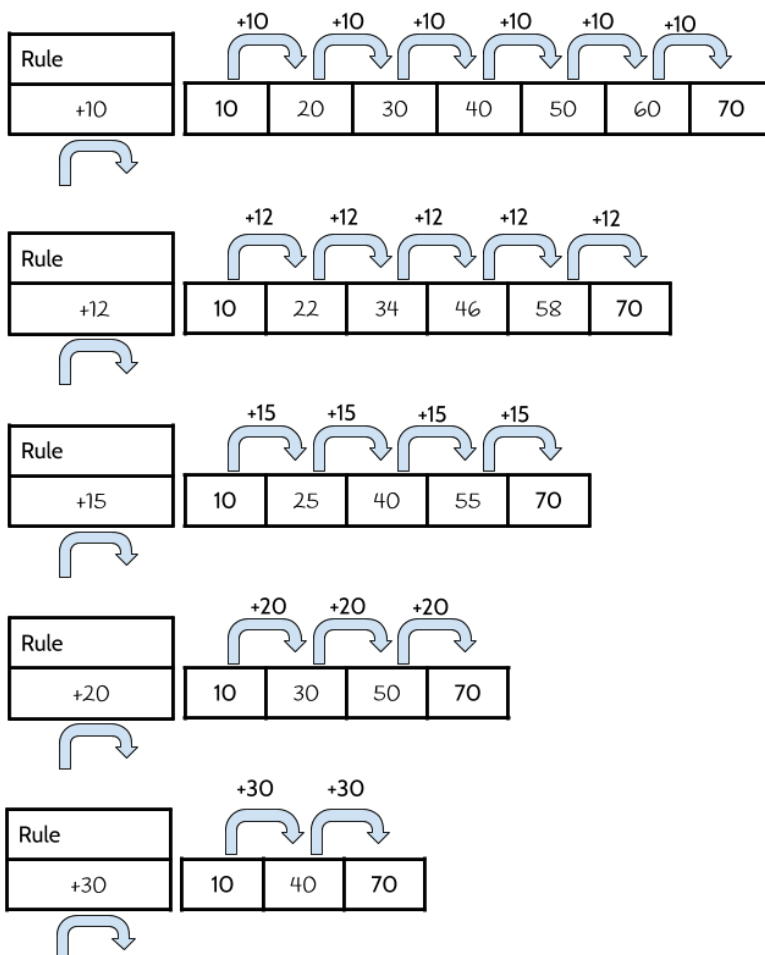 +10 +10 +10 +10 +10 +10
Rule
+10 10 20 30 40 50 60 70
+12 +12 +12 +12 +12
Rule
+12 10 22 34 46 58 70
+15 +15 +15 +15
Rule
+15 10 25 40 55 70
+20 +20 +20
Rule
+20 10 30 50 70
+30 +30
Rule
+30 10 40 70